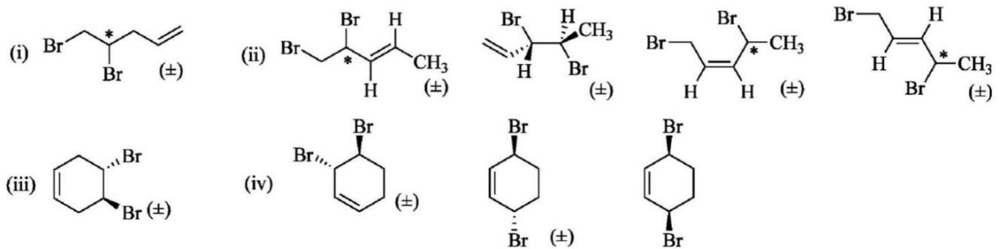 (i) Br * Br (±)
(ii) Br Br * H H CH₃ (±)
Br H CH₃ H Br (±)
Br Br * CH₃ H H (±)
Br H H * CH₃ Br (±)
(iii) Br Br (±)
(iv) Br Br (±)
Br Br (±)
Br Br